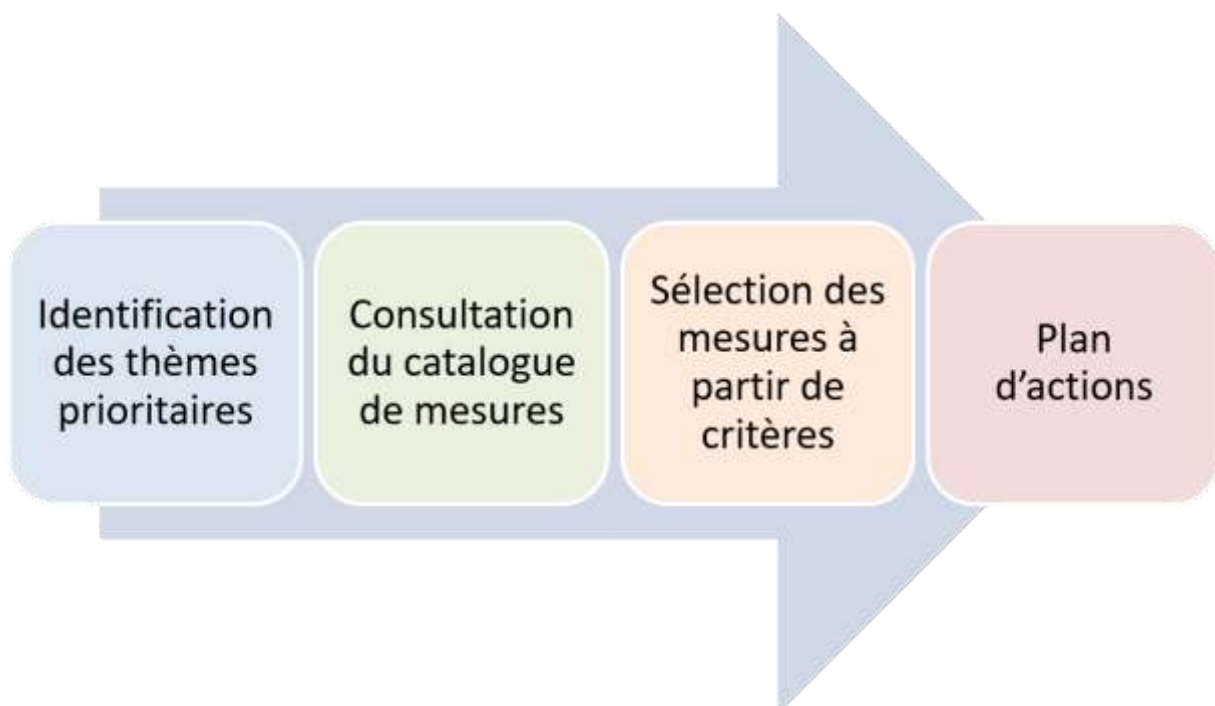 Identification
des thèmes
prioritaires
Consultation
du catalogue
de mesures
Sélection des
mesures à
partir de
critères
Plan
d’actions